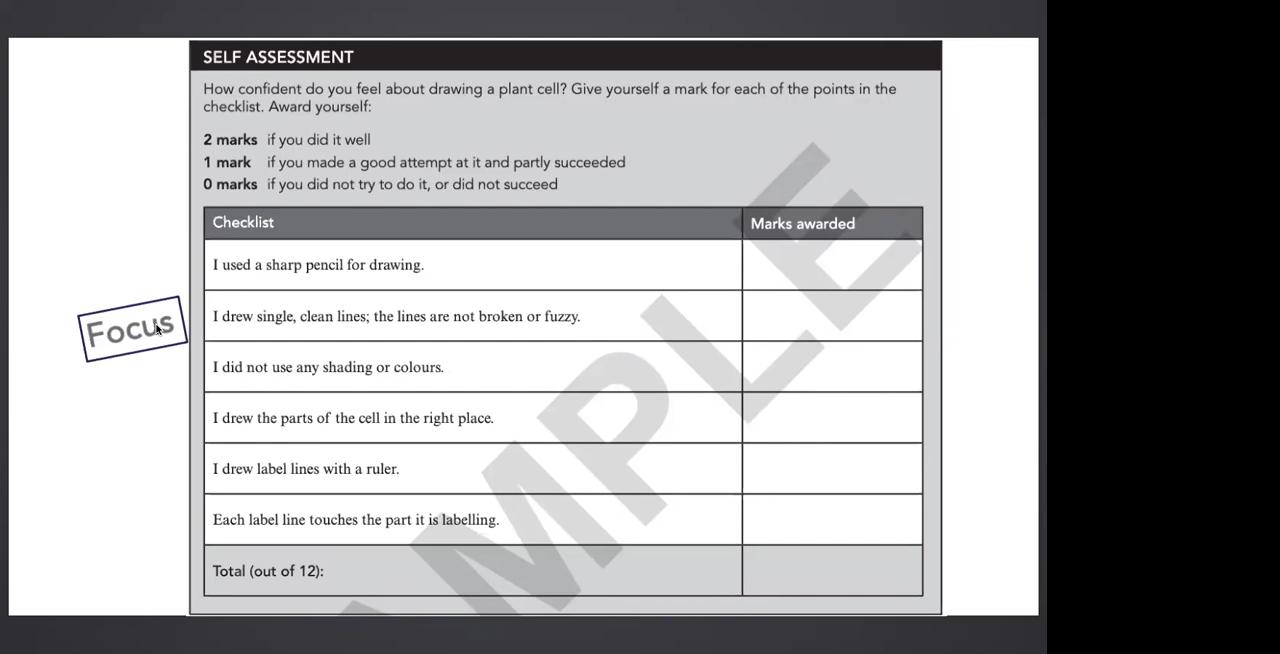 SELF ASSESSMENT
How confident do you feel about drawing a plant cell? Give yourself a mark for each of the points in the
checklist. Award yourself:
2 marks if you did it well
1 mark if you made a good attempt at it and partly succeeded
0 marks if you did not try to do it, or did not succeed
Checklist Marks awarded
I used a sharp pencil for drawing.
I drew single, clean lines; the lines are not broken or fuzzy.
Focus
I did not use any shading or colours.
I drew the parts of the cell in the right place.
I drew label lines with a ruler.
Each label line touches the part it is labelling.
Total (out of 12):
AMPLE